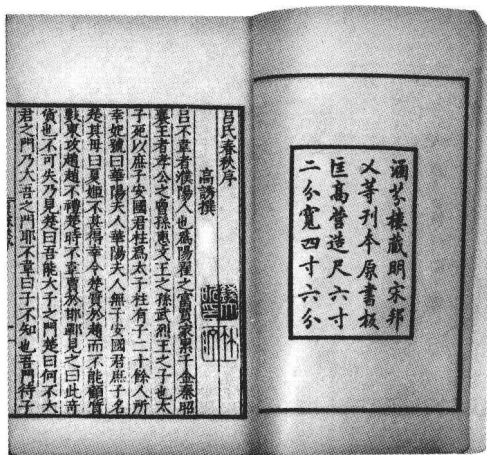 涵芬樓藏明宋邦
乂等刊本原書板
匡高營造尺六寸
二分寬四寸六分
呂氏春秋序
高誘撰
呂不韋者濮陽人也爲陽翟之富賈家累千金秦昭
襄王者孝公之曾孫惠文王之孫武烈王之子也太
子死以庶子安國君柱爲太子柱有子二十餘人所
幸妃號曰華陽夫人華陽夫人無子安國君庶子名
楚其母曰夏姬不甚得幸令楚質於趙而不能顧質
數東攻趙趙不禮楚時不韋賈於邯鄲見之曰此奇
貨也不可失乃見楚曰吾能大子之門楚曰何不大
君之門乃大吾之門耶不韋曰子不知也吾門待子